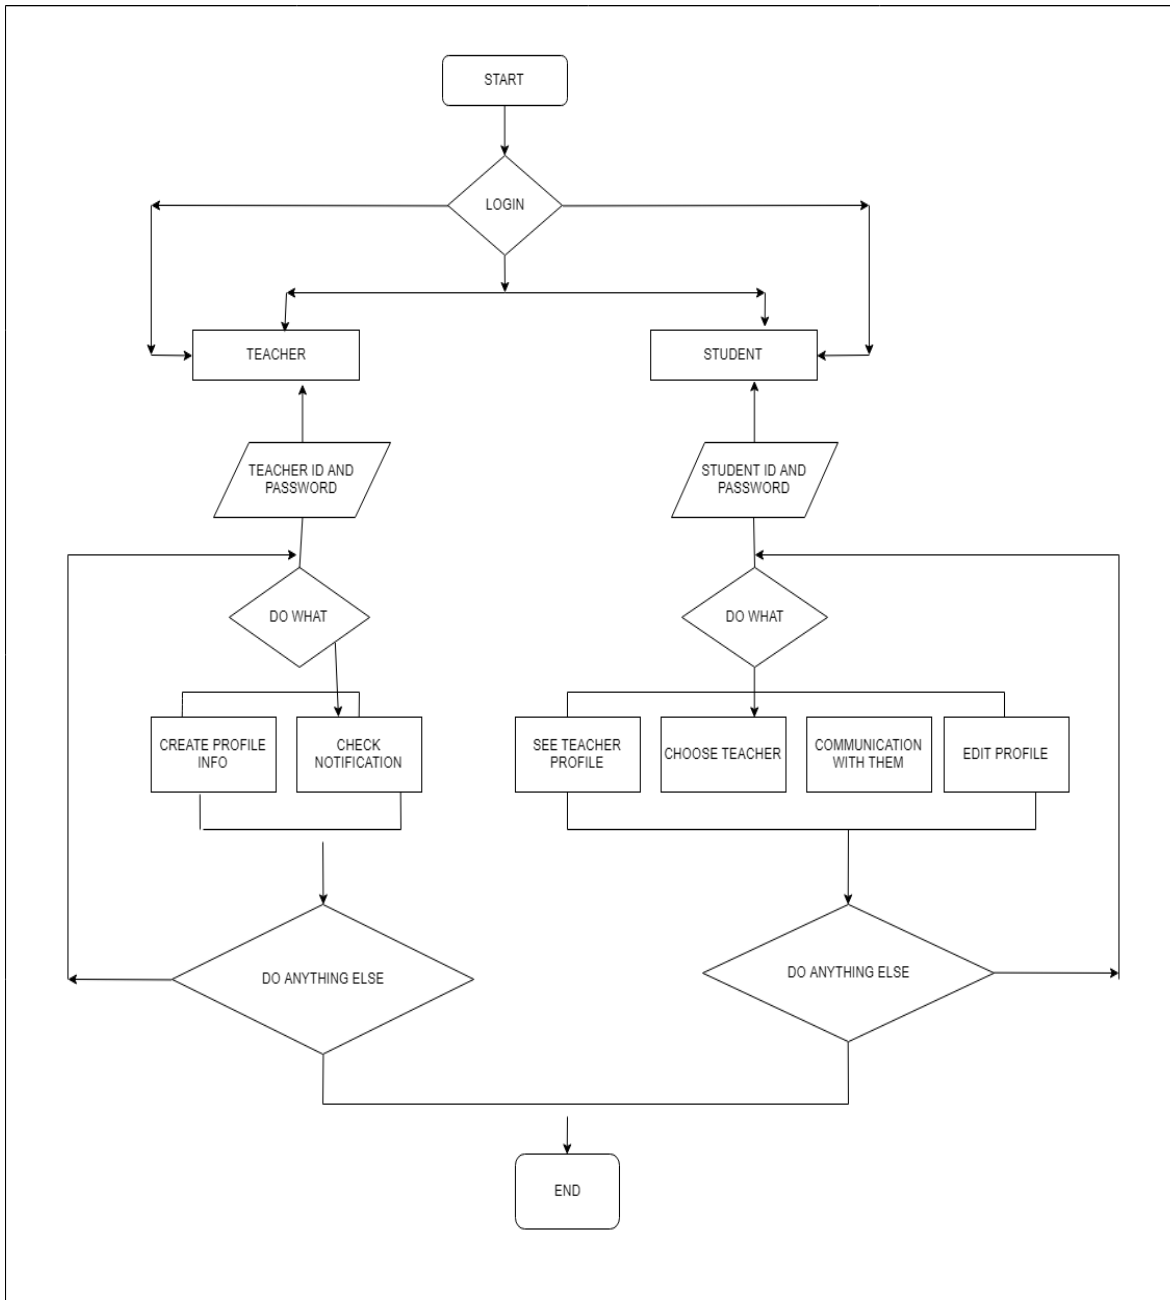 START
LOGIN
TEACHER
STUDENT
TEACHER ID AND
PASSWORD
STUDENT ID AND
PASSWORD
DO WHAT
DO WHAT
CREATE PROFILE
INFO
CHECK
NOTIFICATION
SEE TEACHER
PROFILE
CHOOSE TEACHER
COMMUNICATION
WITH THEM
EDIT PROFILE
DO ANYTHING ELSE
DO ANYTHING ELSE
END